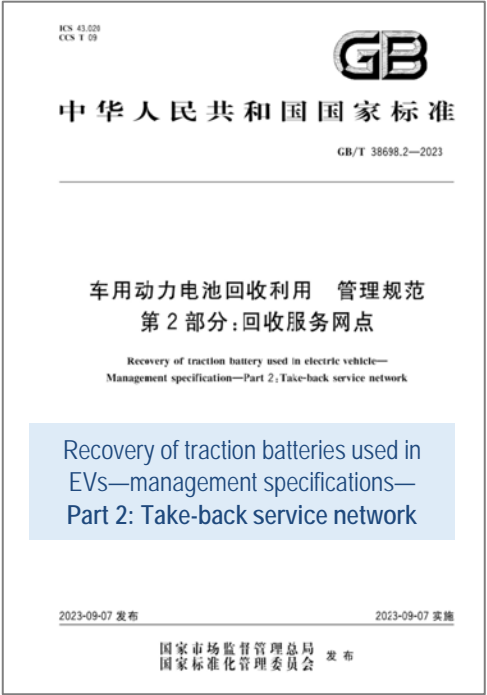 ICS 43.020
CCS T 09
GB
中华人民共和国国家标准
GB/T 38698.2—2023
车用动力电池回收利用 管理规范
第2部分：回收服务网点
Recovery of traction battery used in electric vehicle—
Management specification—Part 2:Take-back service network
Recovery of traction batteries used in
EVs—management specifications—
Part 2: Take-back service network
2023-09-07 发布
2023-09-07 实施
国家市场监督管理总局
国家标准化管理委员会
发布